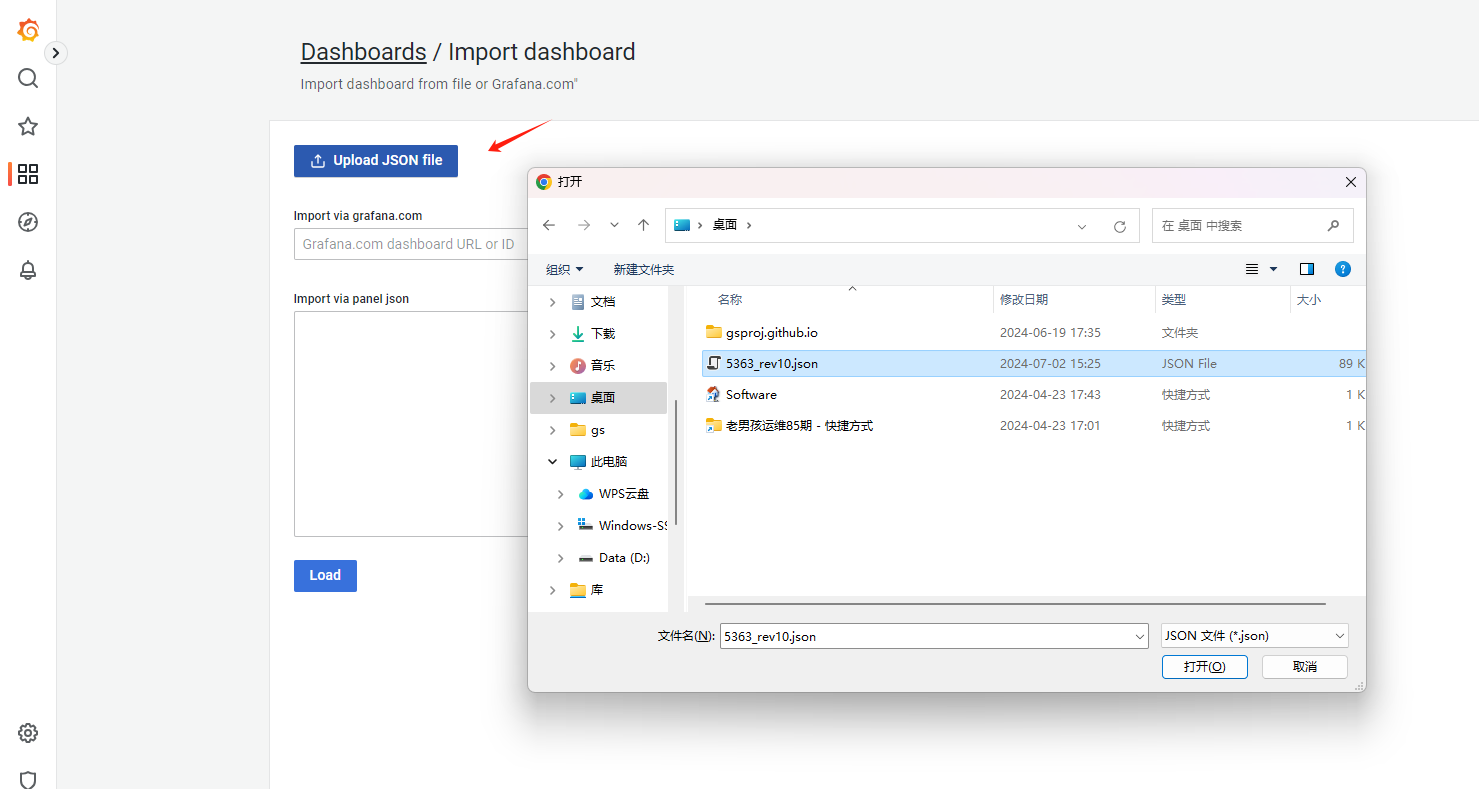 Dashboards / Import dashboard
Import dashboard from file or Grafana.com"
Upload JSON file
Import via grafana.com
Grafana.com dashboard URL or ID
Import via panel json
Load
打开
桌面
在 桌面 中搜索
组织
新建文件夹
文档
下载
音乐
桌面
gs
此电脑
WPS云盘
Windows-SS
Data (D:)
库
名称 修改日期 类型 大小
gsproj.github.io 2024-06-19 17:35 文件夹
5363_rev10.json 2024-07-02 15:25 JSON File 89 K
Software 2024-04-23 17:43 快捷方式 1 K
老男孩运维85期 - 快捷方式 2024-04-23 17:01 快捷方式 1 K
文件名(N): 5363_rev10.json JSON 文件 (*.json)
打开(O) 取消